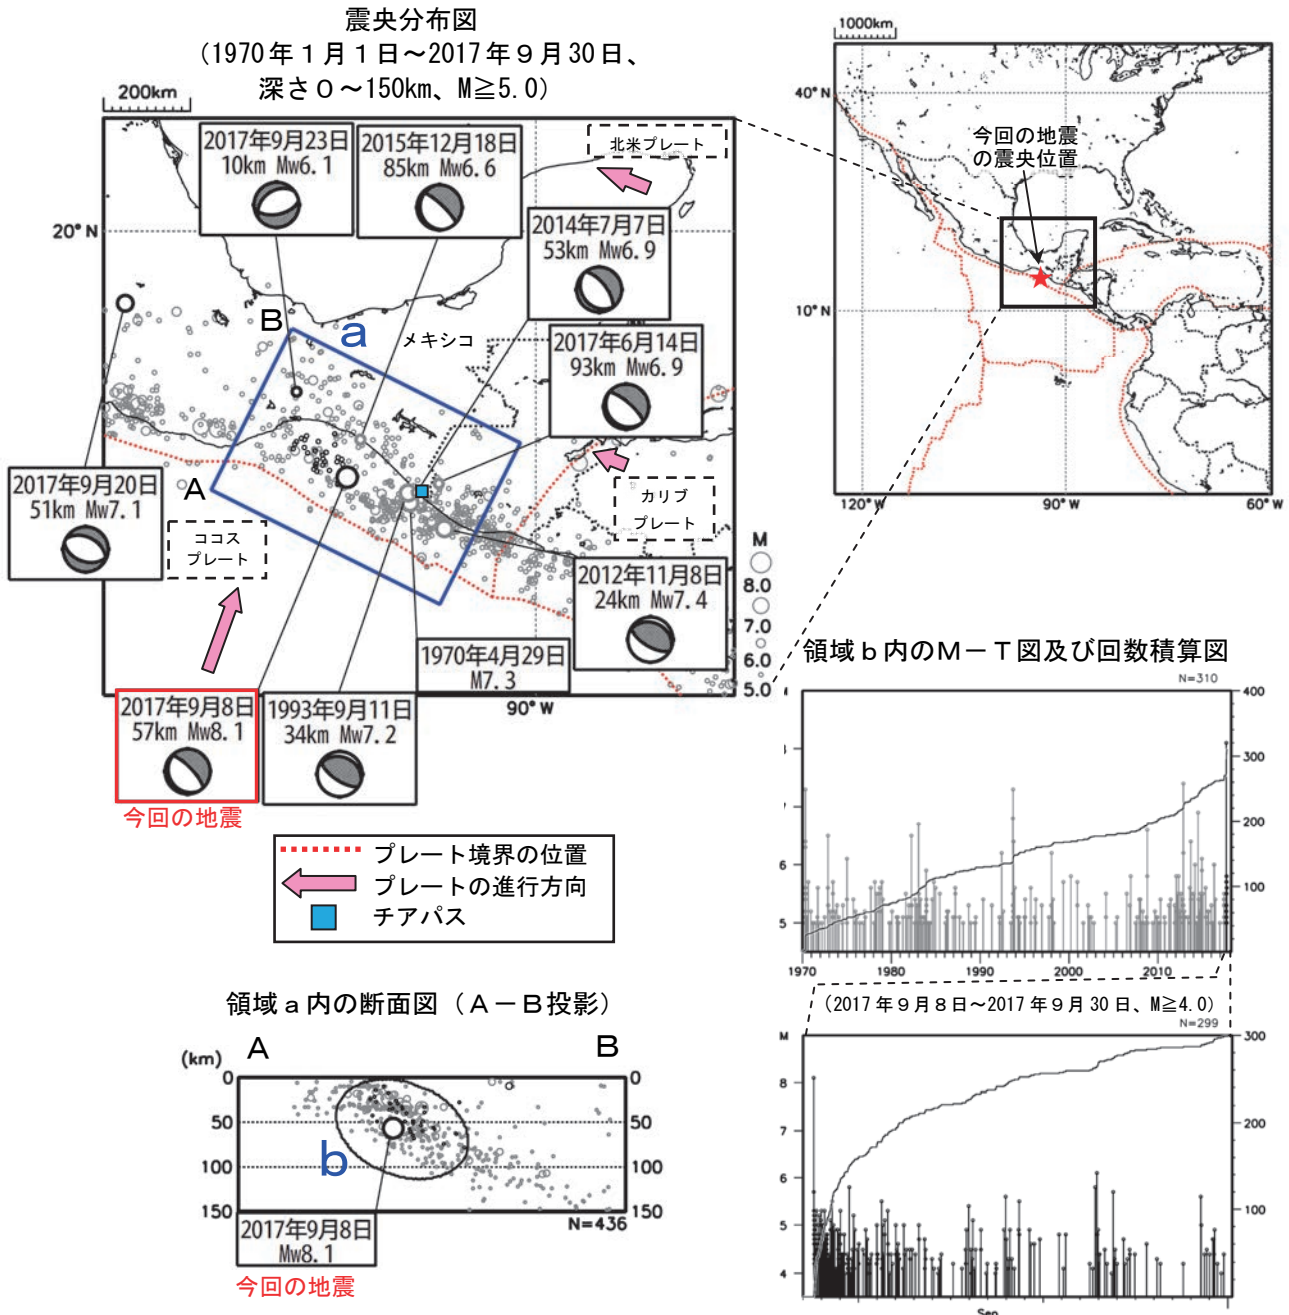 震央分布図
(1970年1月1日～2017年9月30日、
深さ0～150km、M≧5.0)
200km
1000km
2017年9月23日
10km Mw6.1
2015年12月18日
85km Mw6.6
北米プレート
2014年7月7日
53km Mw6.9
2017年6月14日
93km Mw6.9
20°N
B
a
メキシコ
A
2017年9月20日
51km Mw7.1
ココス
プレート
カリブ
プレート
2012年11月8日
24km Mw7.4
1970年4月29日
M7.3
2017年9月8日
57km Mw8.1
今回の地震
1993年9月11日
34km Mw7.2
90°W
M
8.0
7.0
6.0
5.0
プレート境界の位置
プレートの進行方向
チアパス
40°N
今回の地震
の震央位置
10°N
120°W
90°W
60°W
領域b内のM－T図及び回数積算図
N=310
400
300
200
100
7
6
5
1970
1980
1990
2000
2010
(2017年9月8日～2017年9月30日、M≧4.0)
N=299
M
8
7
6
5
4
300
200
100
Sep
領域a内の断面図(A－B投影)
(km)
A
B
0
50
100
150
0
50
100
150
b
N=436
2017年9月8日
Mw8.1
今回の地震